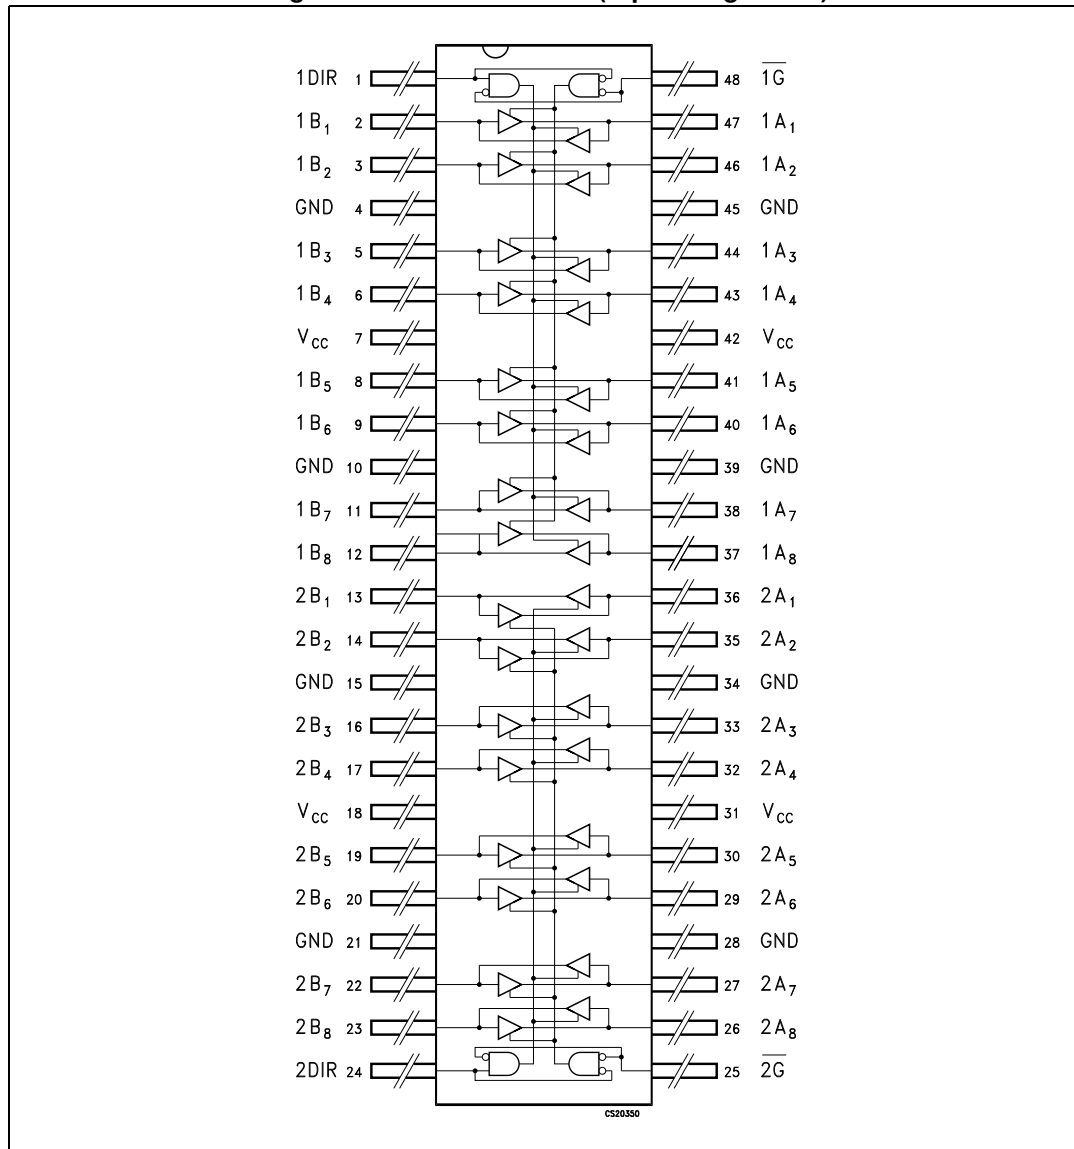 1DIR 1 48 1G̅
1B₁ 2 47 1A₁
1B₂ 3 46 1A₂
GND 4 45 GND
1B₃ 5 44 1A₃
1B₄ 6 43 1A₄
V_CC 7 42 V_CC
1B₅ 8 41 1A₅
1B₆ 9 40 1A₆
GND 10 39 GND
1B₇ 11 38 1A₇
1B₈ 12 37 1A₈
2B₁ 13 36 2A₁
2B₂ 14 35 2A₂
GND 15 34 GND
2B₃ 16 33 2A₃
2B₄ 17 32 2A₄
V_CC 18 31 V_CC
2B₅ 19 30 2A₅
2B₆ 20 29 2A₆
GND 21 28 GND
2B₇ 22 27 2A₇
2B₈ 23 26 2A₈
2DIR 24 25 2G̅
CS20350